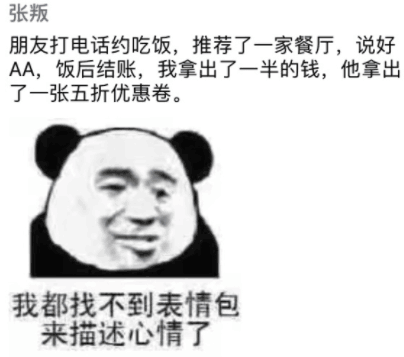 张叛
朋友打电话约吃饭，推荐了一家餐厅，说好
AA，饭后结账，我拿出了一半的钱，他拿出
了一张五折优惠卷。
我都找不到表情包
来描述心情了